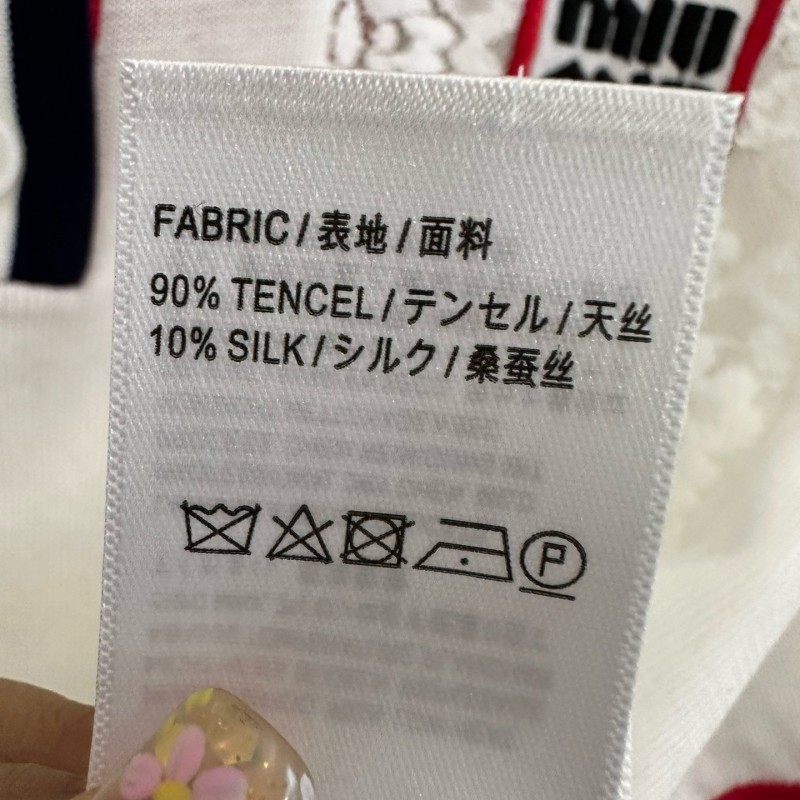 miu
FABRIC / 表地 / 面料
90% TENCEL / テンセル / 天丝
10% SILK / シルク / 桑蚕丝
P